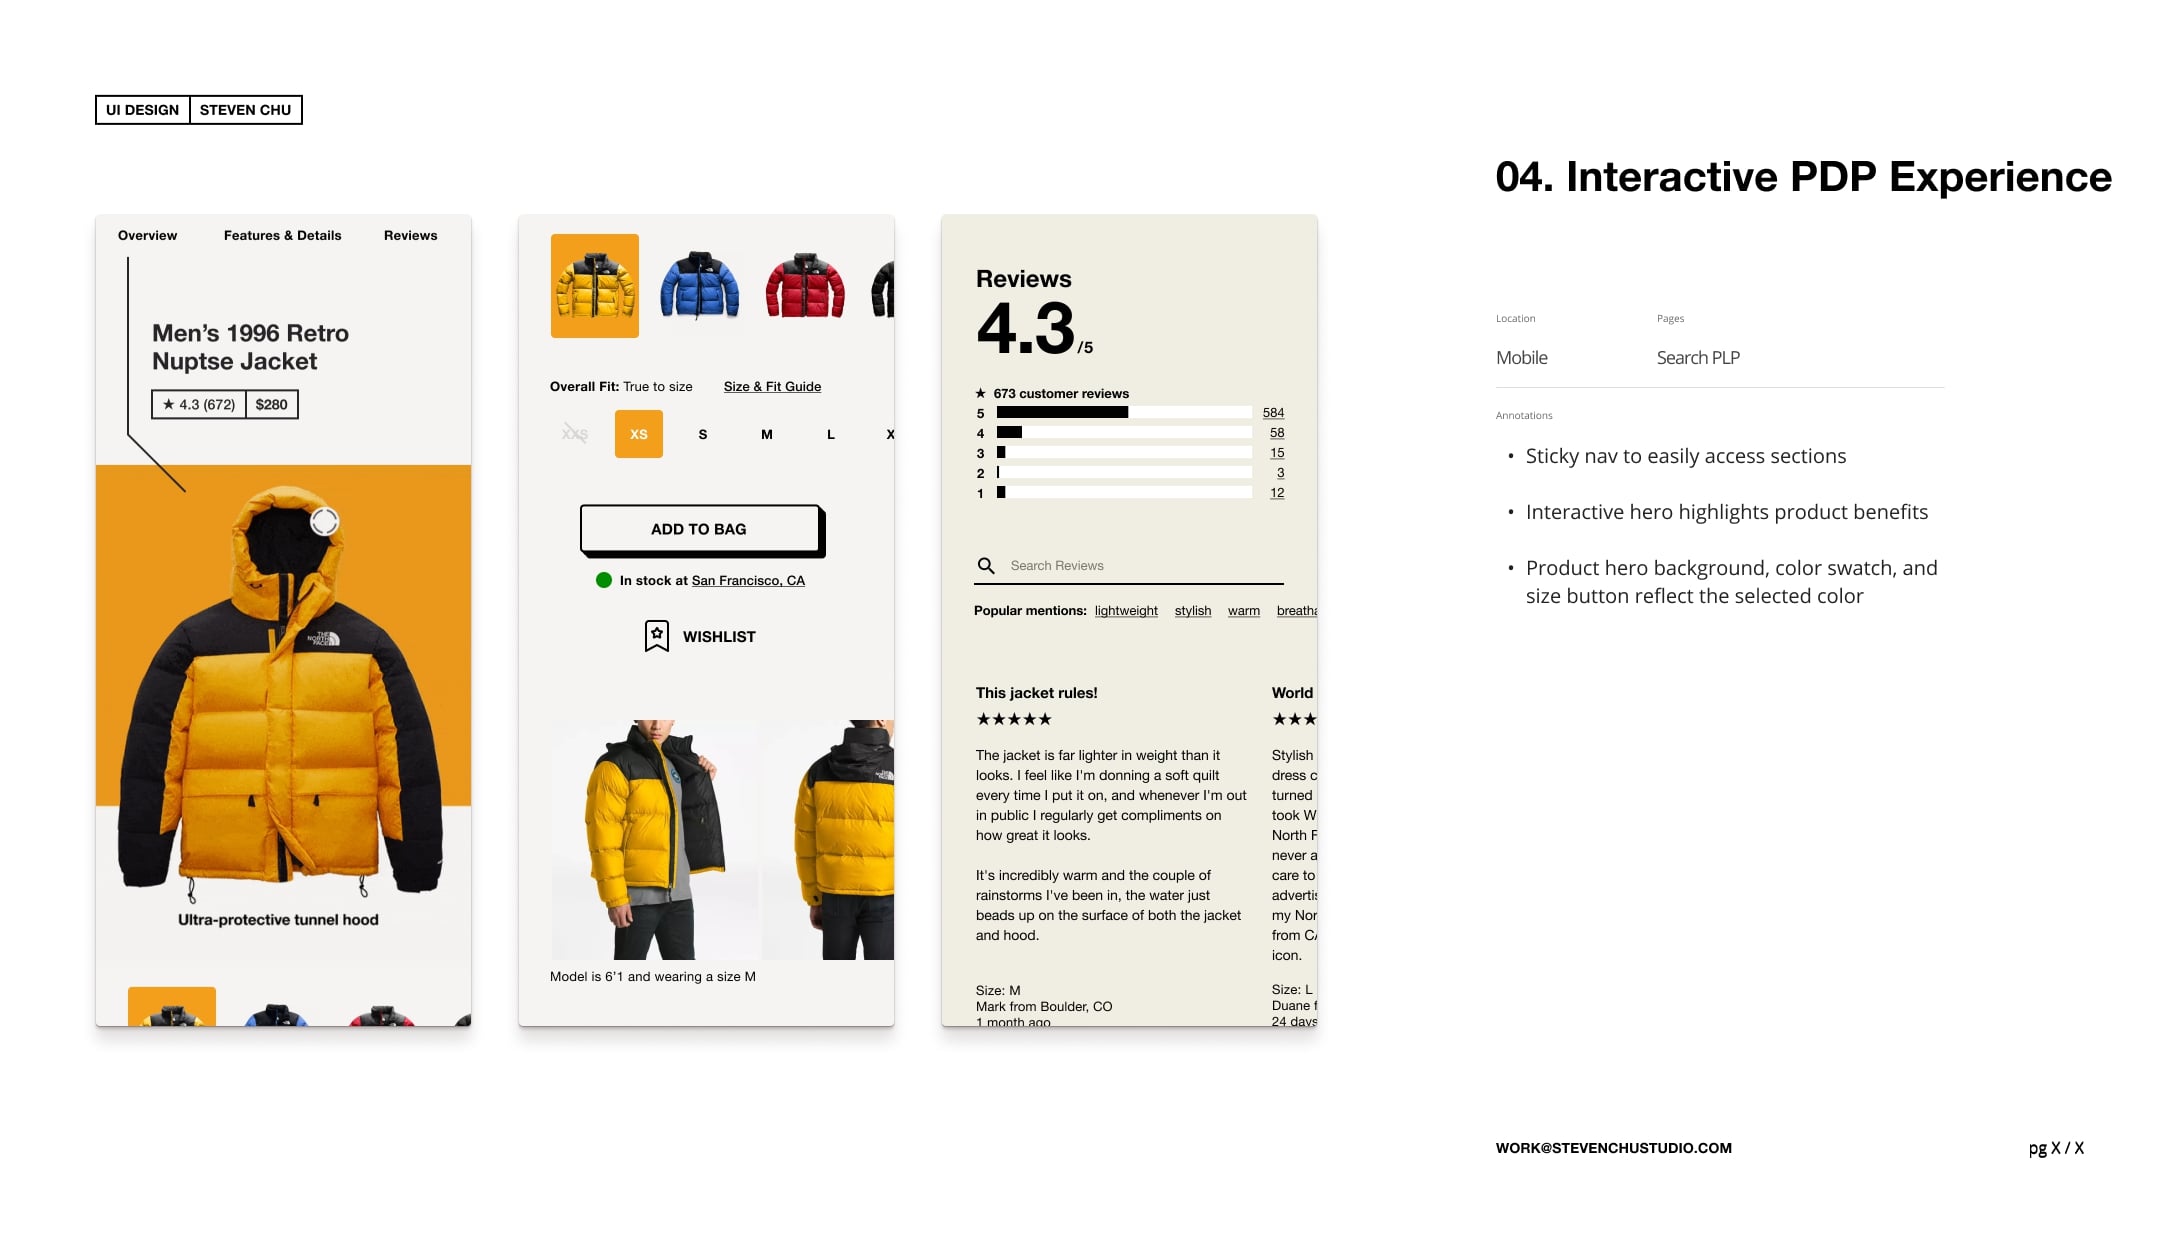 UI DESIGN STEVEN CHU
04. Interactive PDP Experience
Overview Features & Details Reviews
Men’s 1996 Retro
Nuptse Jacket
★ 4.3 (672) $280
THE
NORTH
FACE
Ultra-protective tunnel hood
Overall Fit: True to size Size & Fit Guide
XXS XS S M L X
ADD TO BAG
In stock at San Francisco, CA
WISHLIST
Model is 6’1 and wearing a size M
Reviews
4.3/5
★ 673 customer reviews
5 584
4 58
3 15
2 3
1 12
Search Reviews
Popular mentions: lightweight stylish warm breatha
This jacket rules!
★★★★★
The jacket is far lighter in weight than it
looks. I feel like I'm donning a soft quilt
every time I put it on, and whenever I'm out
in public I regularly get compliments on
how great it looks.
It's incredibly warm and the couple of
rainstorms I've been in, the water just
beads up on the surface of both the jacket
and hood.
Size: M
Mark from Boulder, CO
1 month ago
World
★★★
Stylish
dress c
turned
took W
North F
never a
care to
advertis
my Nor
from CA
icon.
Size: L
Duane f
24 days
Location Pages
Mobile Search PLP
Annotations
• Sticky nav to easily access sections
• Interactive hero highlights product benefits
• Product hero background, color swatch, and
size button reflect the selected color
WORK@STEVENCHUSTUDIO.COM
pg X / X